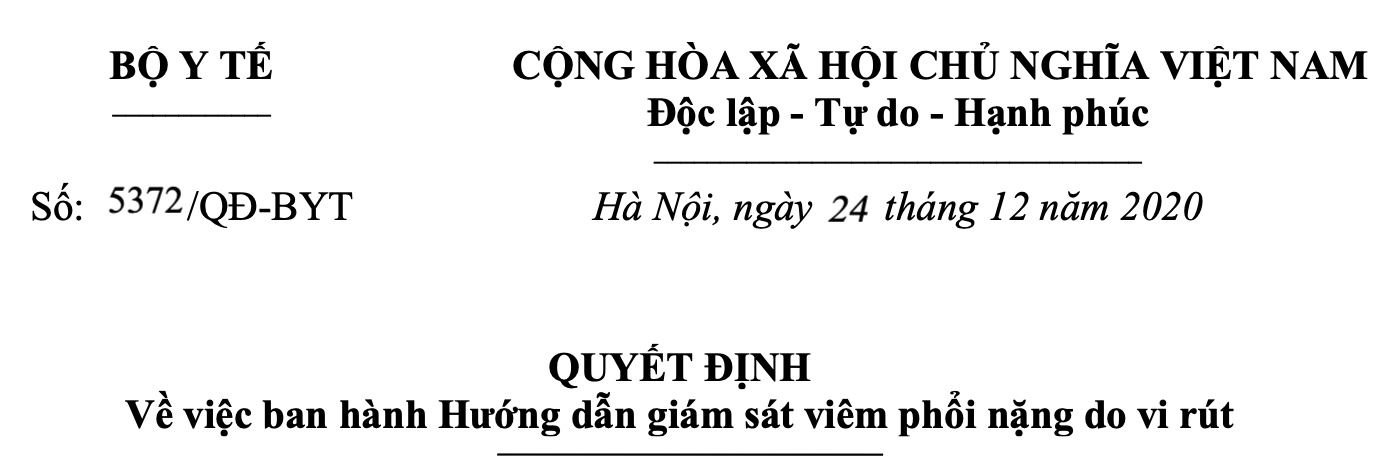 BỘ Y TẾ
CỘNG HÒA XÃ HỘI CHỦ NGHĨA VIỆT NAM
Độc lập - Tự do - Hạnh phúc
Số: 5372/QĐ-BYT
Hà Nội, ngày 24 tháng 12 năm 2020
QUYẾT ĐỊNH
Về việc ban hành Hướng dẫn giám sát viêm phổi nặng do vi rút